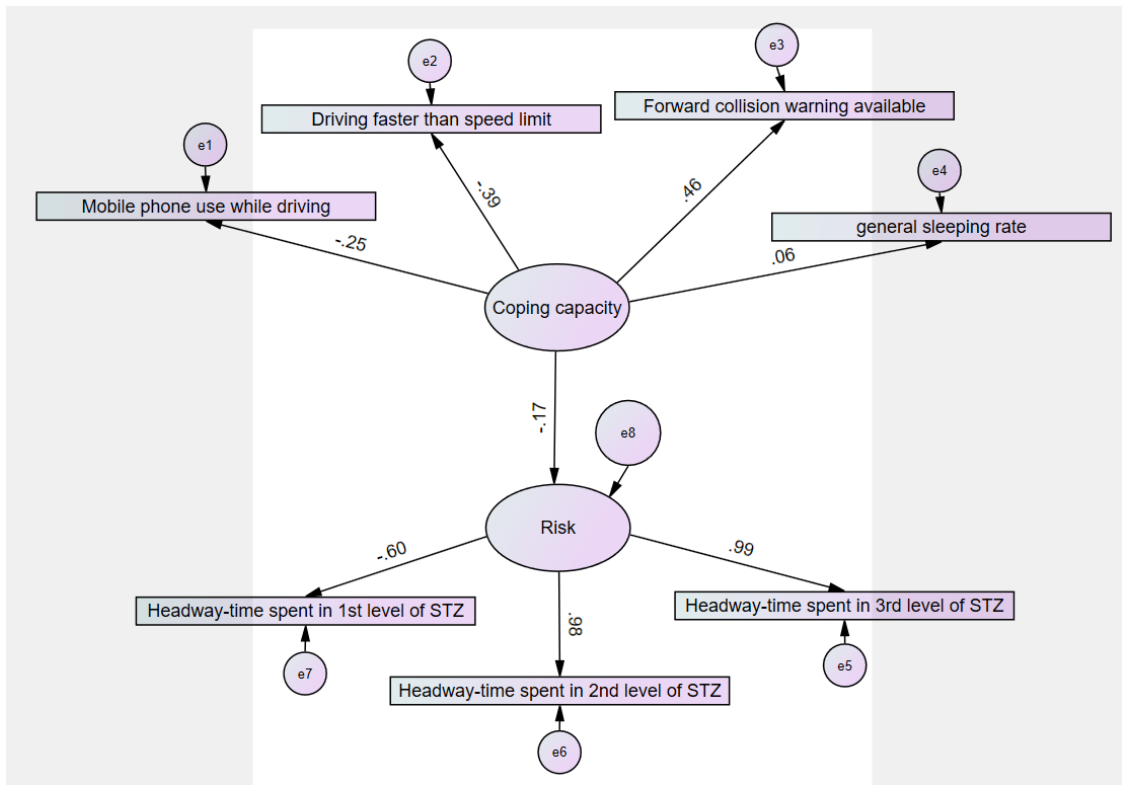 e3
e2
Forward collision warning available
Driving faster than speed limit
e1
e4
Mobile phone use while driving
general sleeping rate
-.25
-.39
.46
.06
Coping capacity
-.17
e8
Risk
-.60
.98
.99
Headway-time spent in 1st level of STZ
Headway-time spent in 3rd level of STZ
e7
e5
Headway-time spent in 2nd level of STZ
e6